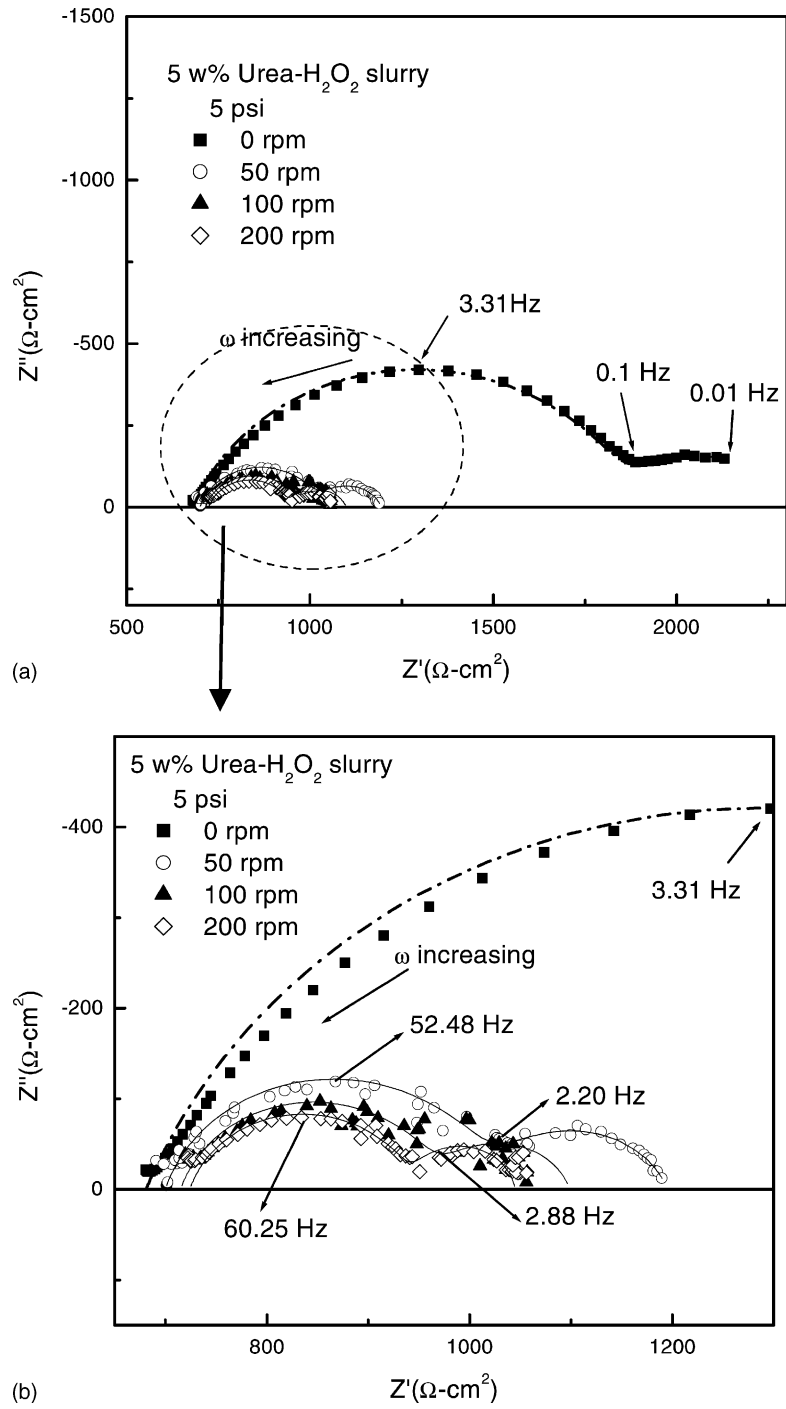 -1500
5 w% Urea-H₂O₂ slurry
5 psi
0 rpm
50 rpm
100 rpm
200 rpm
-1000
-500
0
Z''(Ω-cm²)
3.31Hz
ω increasing
0.1 Hz
0.01 Hz
500 1000 1500 2000
Z'(Ω-cm²)
(a)
5 w% Urea-H₂O₂ slurry
5 psi
0 rpm
50 rpm
100 rpm
200 rpm
-400
-200
0
Z''(Ω-cm²)
3.31 Hz
ω increasing
52.48 Hz
2.20 Hz
60.25 Hz
2.88 Hz
800 1000 1200
Z'(Ω-cm²)
(b)